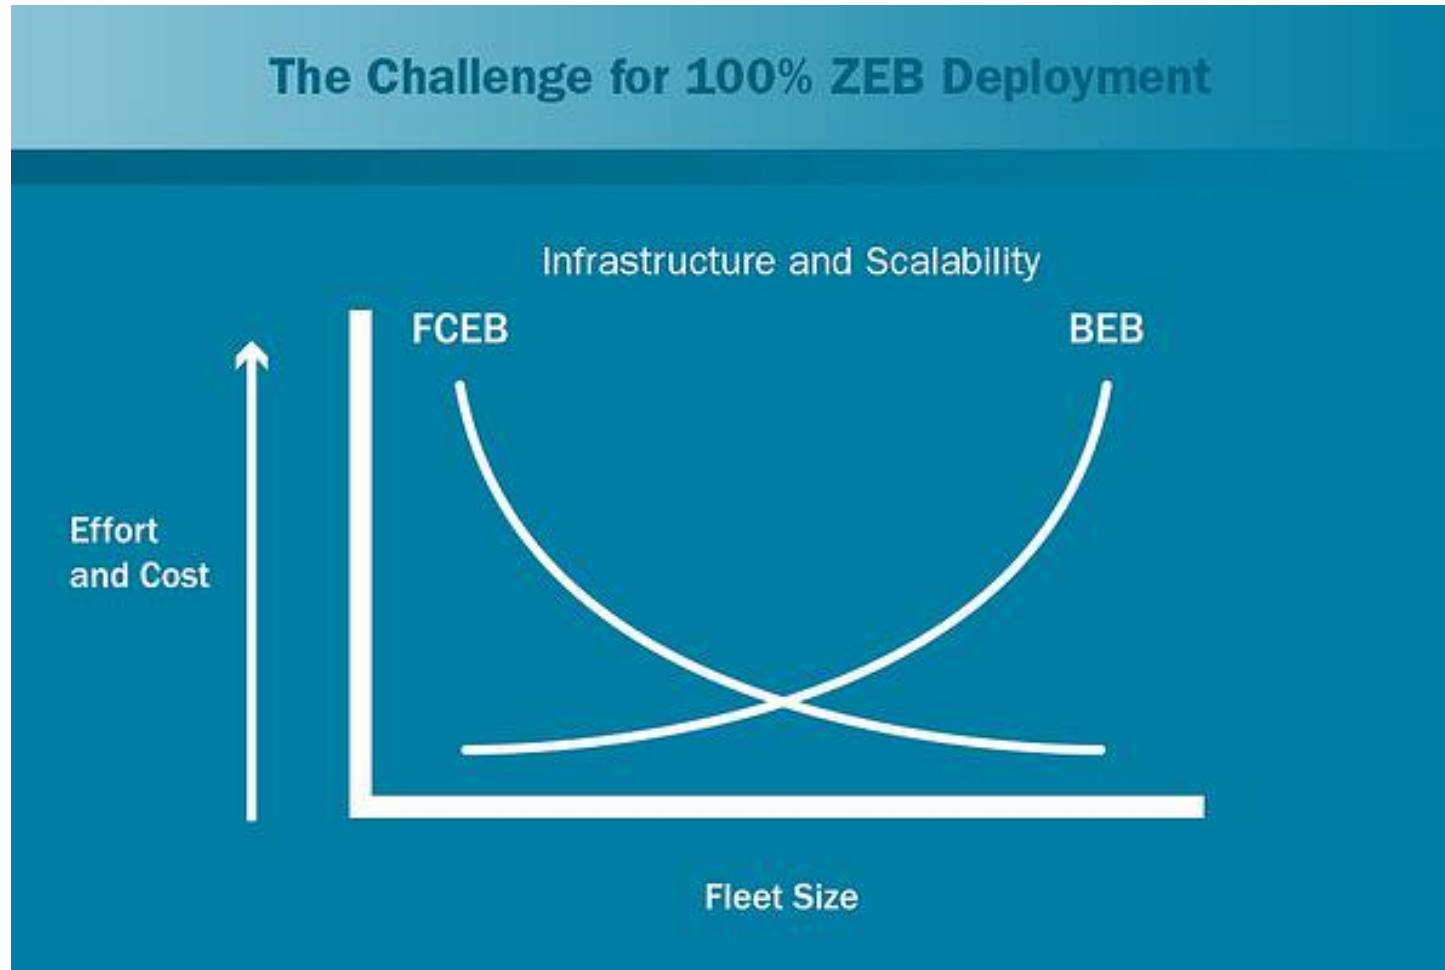 The Challenge for 100% ZEB Deployment
Infrastructure and Scalability
FCEB
BEB
Effort
and Cost
Fleet Size